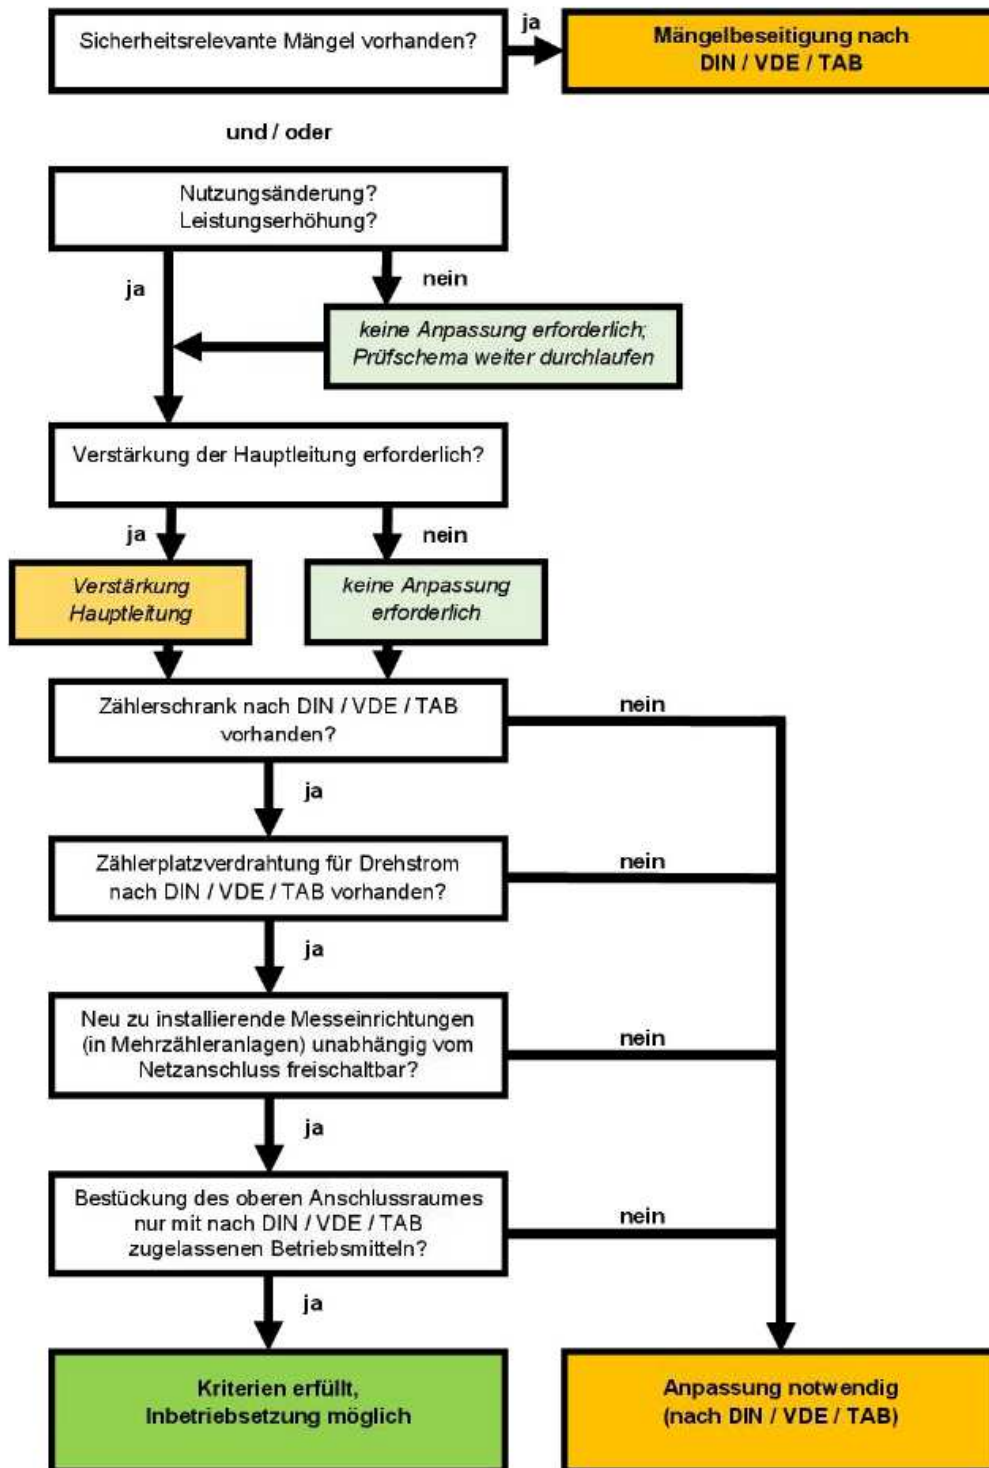 Sicherheitsrelevante Mängel vorhanden?
ja
Mängelbeseitigung nach
DIN / VDE / TAB
und / oder
Nutzungsänderung?
Leistungserhöhung?
ja
nein
keine Anpassung erforderlich;
Prüfschema weiter durchlaufen
Verstärkung der Hauptleitung erforderlich?
ja
nein
Verstärkung
Hauptleitung
keine Anpassung
erforderlich
Zählerschrank nach DIN / VDE / TAB
vorhanden?
nein
ja
Zählerplatzverdrahtung für Drehstrom
nach DIN / VDE / TAB vorhanden?
nein
ja
Neu zu installierende Messeinrichtungen
(in Mehrzähleranlagen) unabhängig vom
Netzanschluss freischaltbar?
nein
ja
Bestückung des oberen Anschlussraumes
nur mit nach DIN / VDE / TAB
zugelassenen Betriebsmitteln?
nein
ja
Kriterien erfüllt,
Inbetriebsetzung möglich
Anpassung notwendig
(nach DIN / VDE / TAB)